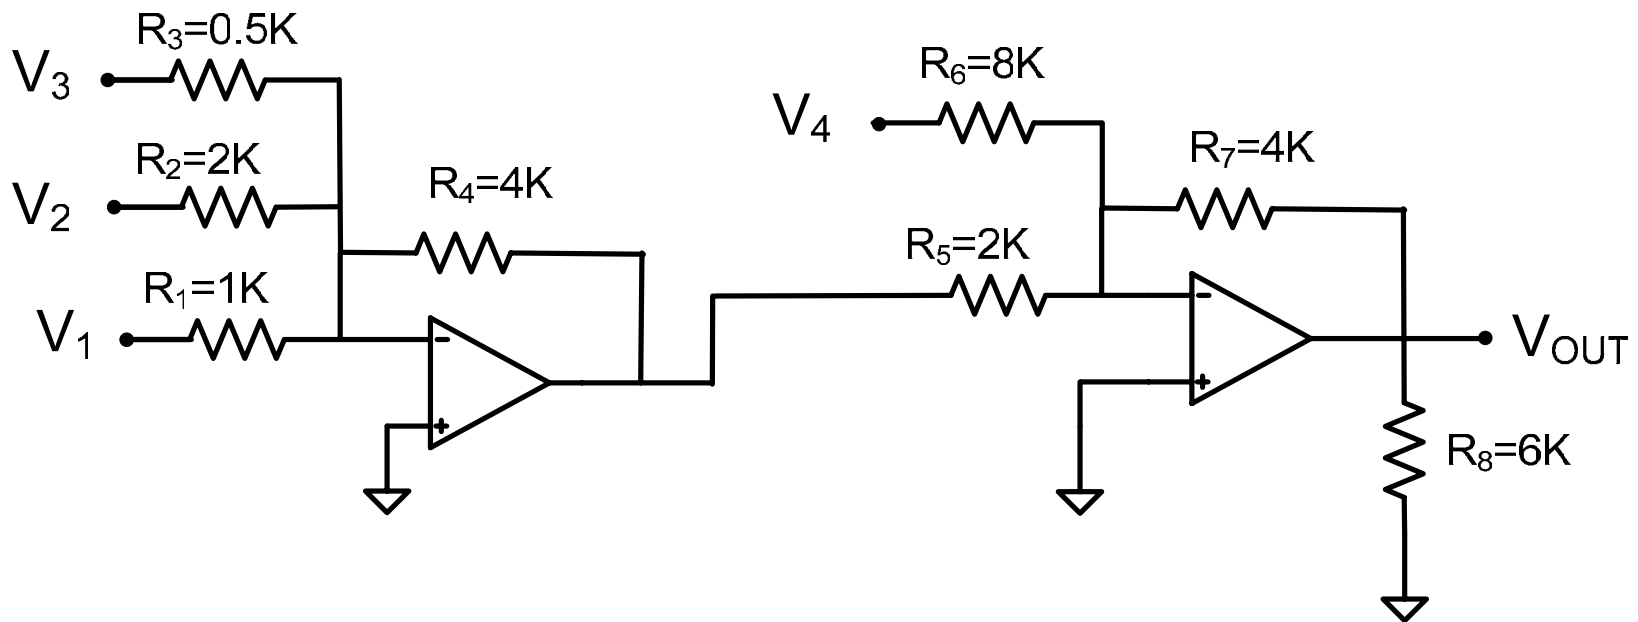 R₃=0.5K
V₃
R₆=8K
V₄
R₂=2K
R₇=4K
V₂
R₄=4K
R₅=2K
R₁=1K
V₁
-
-
V_OUT
+
+
R₈=6K